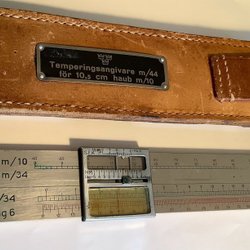 Temperingsangivare m/44
för 10,5 cm haub m/10
m/10
m/34
/34
g 6